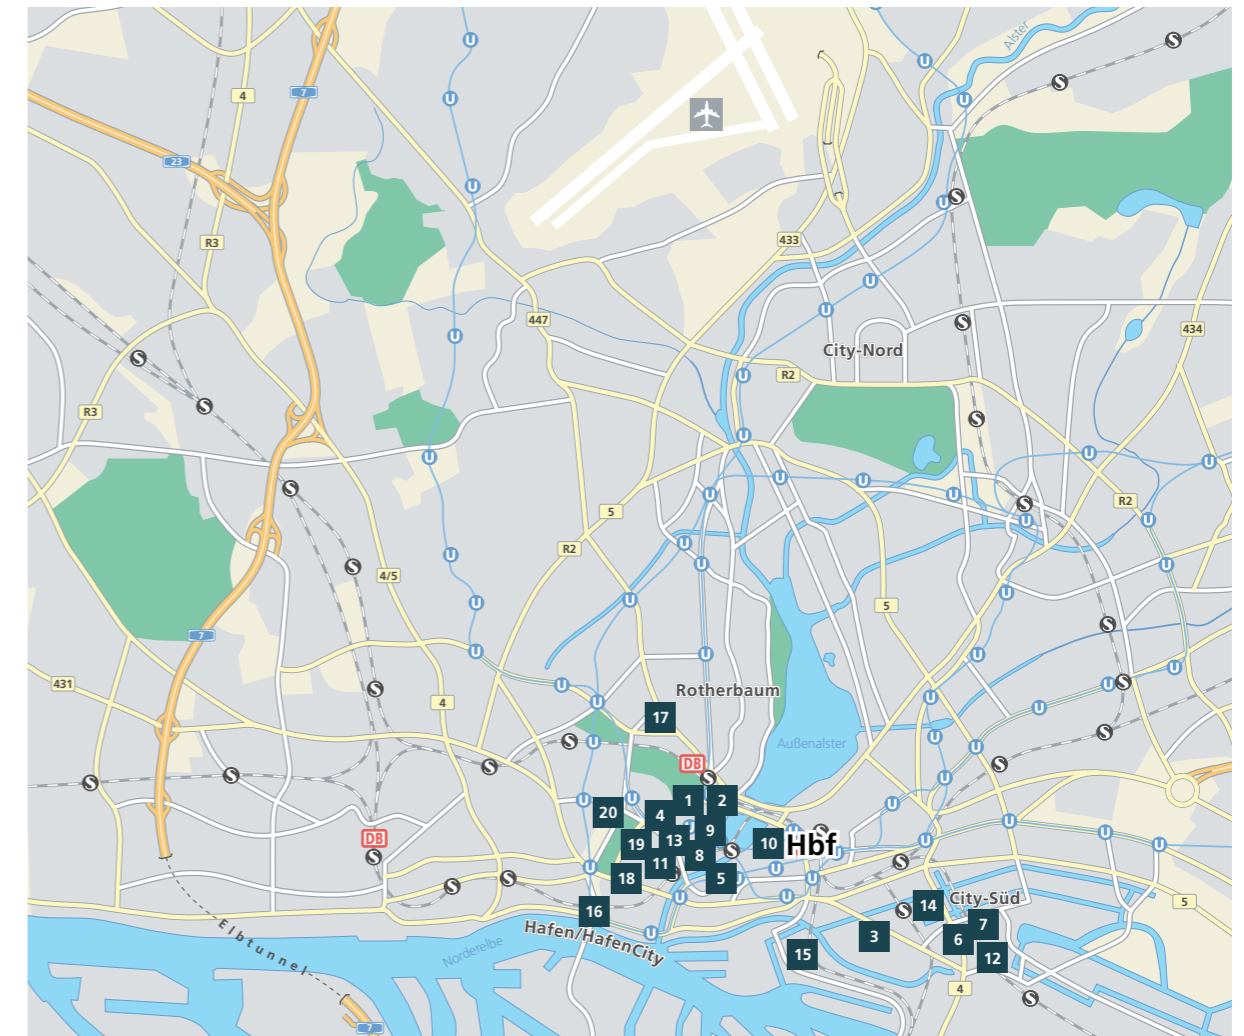 Alster
4
7
23
R3
433
447
434
City-Nord
R2
R3
5
R2
R2
4/5
5
7
431
Rotherbaum
4
17
Außenalster
DB
1
2
20
4
9
DB
19
13
10
Hbf
8
11
18
5
City-Süd
14
5
16
Hafen/HafenCity
7
3
6
Elbtunnel
Norderelbe
15
12
4
7